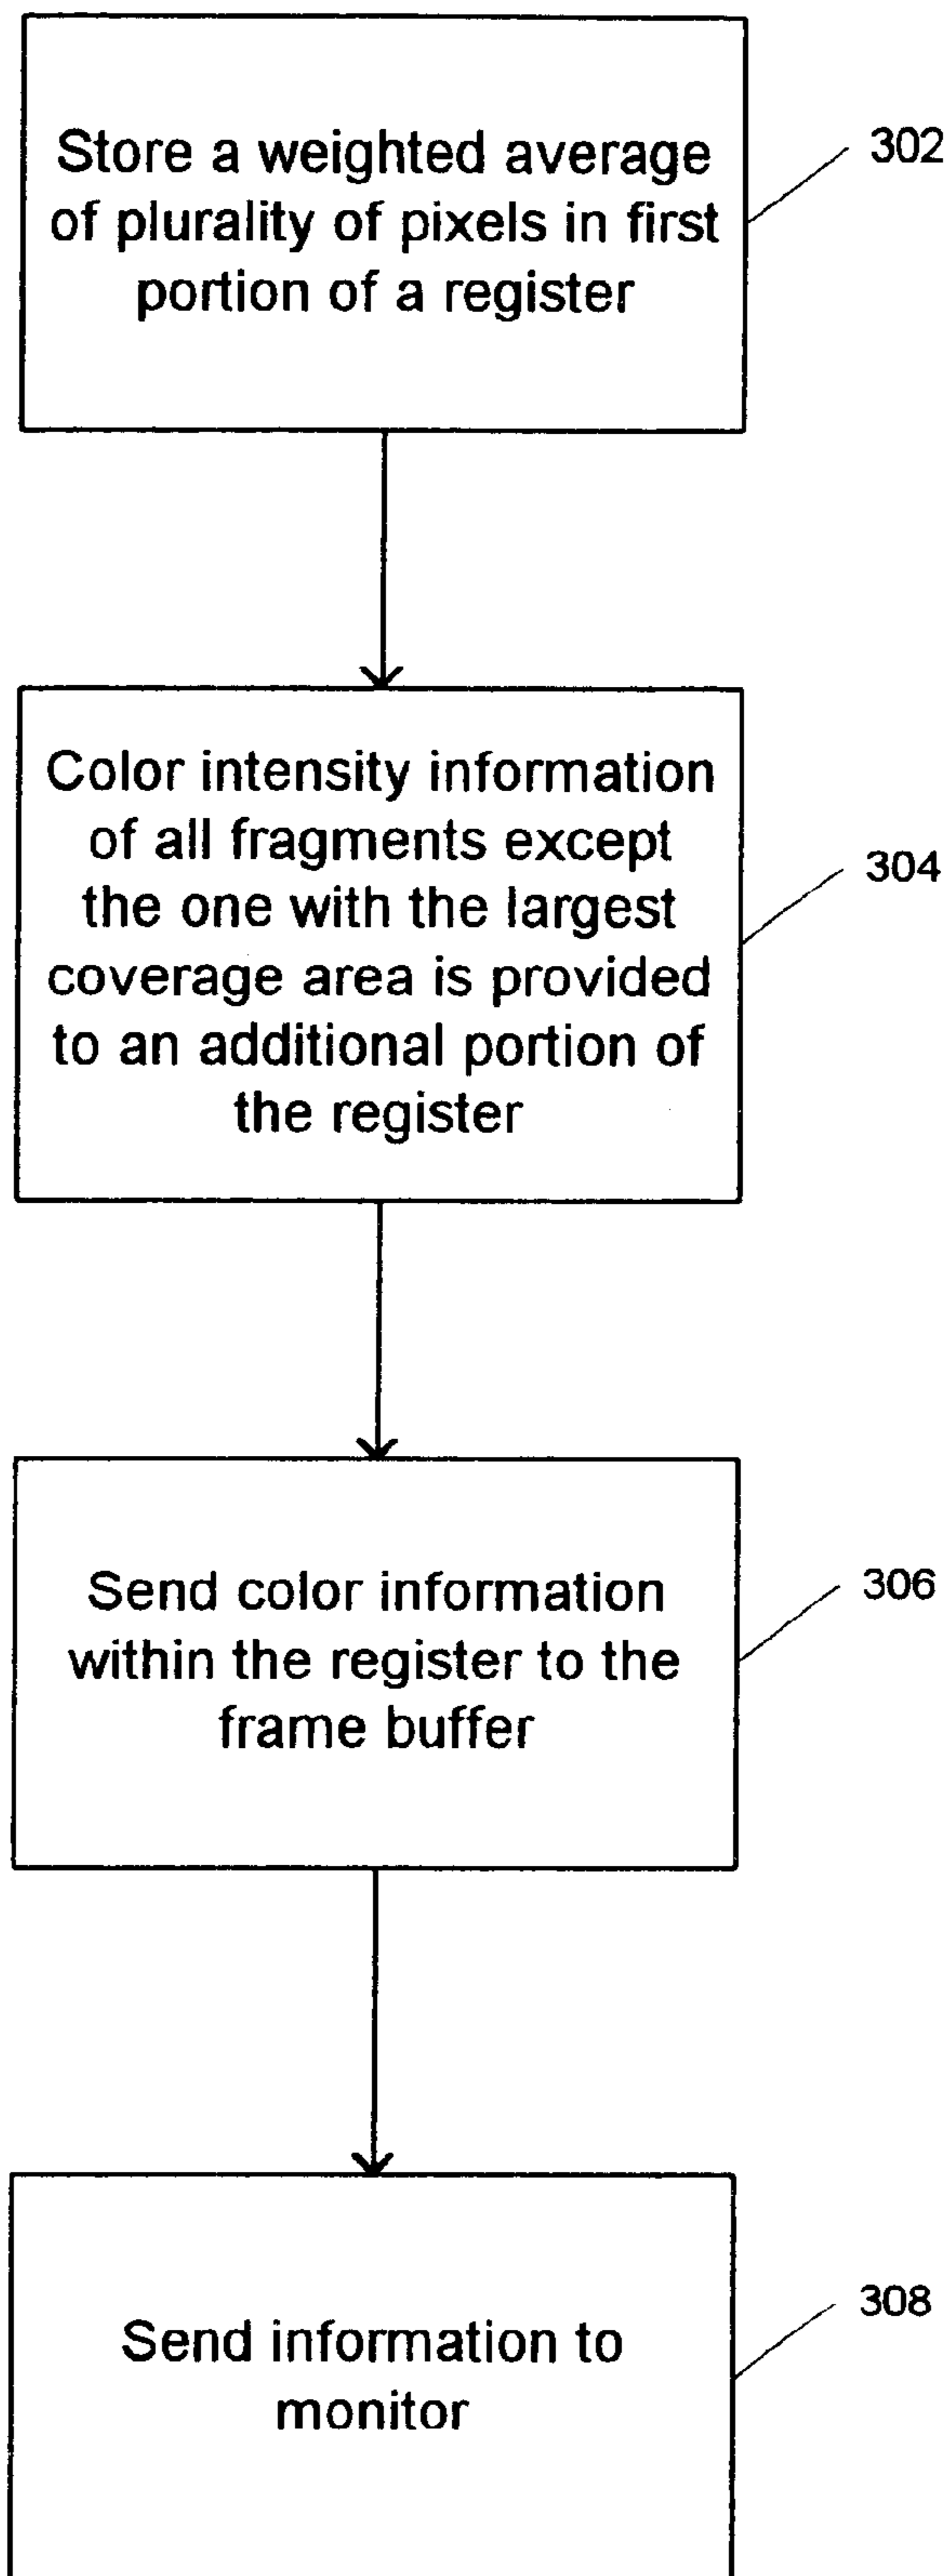 Store a weighted average
of plurality of pixels in first
portion of a register
302
Color intensity information
of all fragments except
the one with the largest
coverage area is provided
to an additional portion of
the register
304
Send color information
within the register to the
frame buffer
306
Send information to
monitor
308